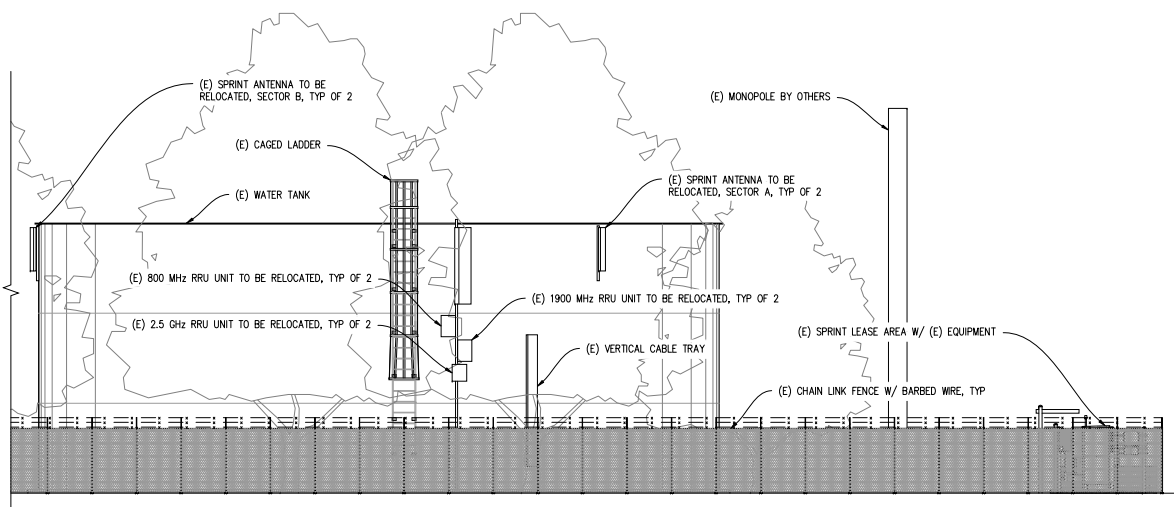 (E) SPRINT ANTENNA TO BE
RELOCATED, SECTOR B, TYP OF 2
(E) MONOPOLE BY OTHERS
(E) CAGED LADDER
(E) SPRINT ANTENNA TO BE
RELOCATED, SECTOR A, TYP OF 2
(E) WATER TANK
(E) 800 MHz RRU UNIT TO BE RELOCATED, TYP OF 2
(E) 1900 MHz RRU UNIT TO BE RELOCATED, TYP OF 2
(E) 2.5 GHz RRU UNIT TO BE RELOCATED, TYP OF 2
(E) SPRINT LEASE AREA W/ (E) EQUIPMENT
(E) VERTICAL CABLE TRAY
(E) CHAIN LINK FENCE W/ BARBED WIRE, TYP